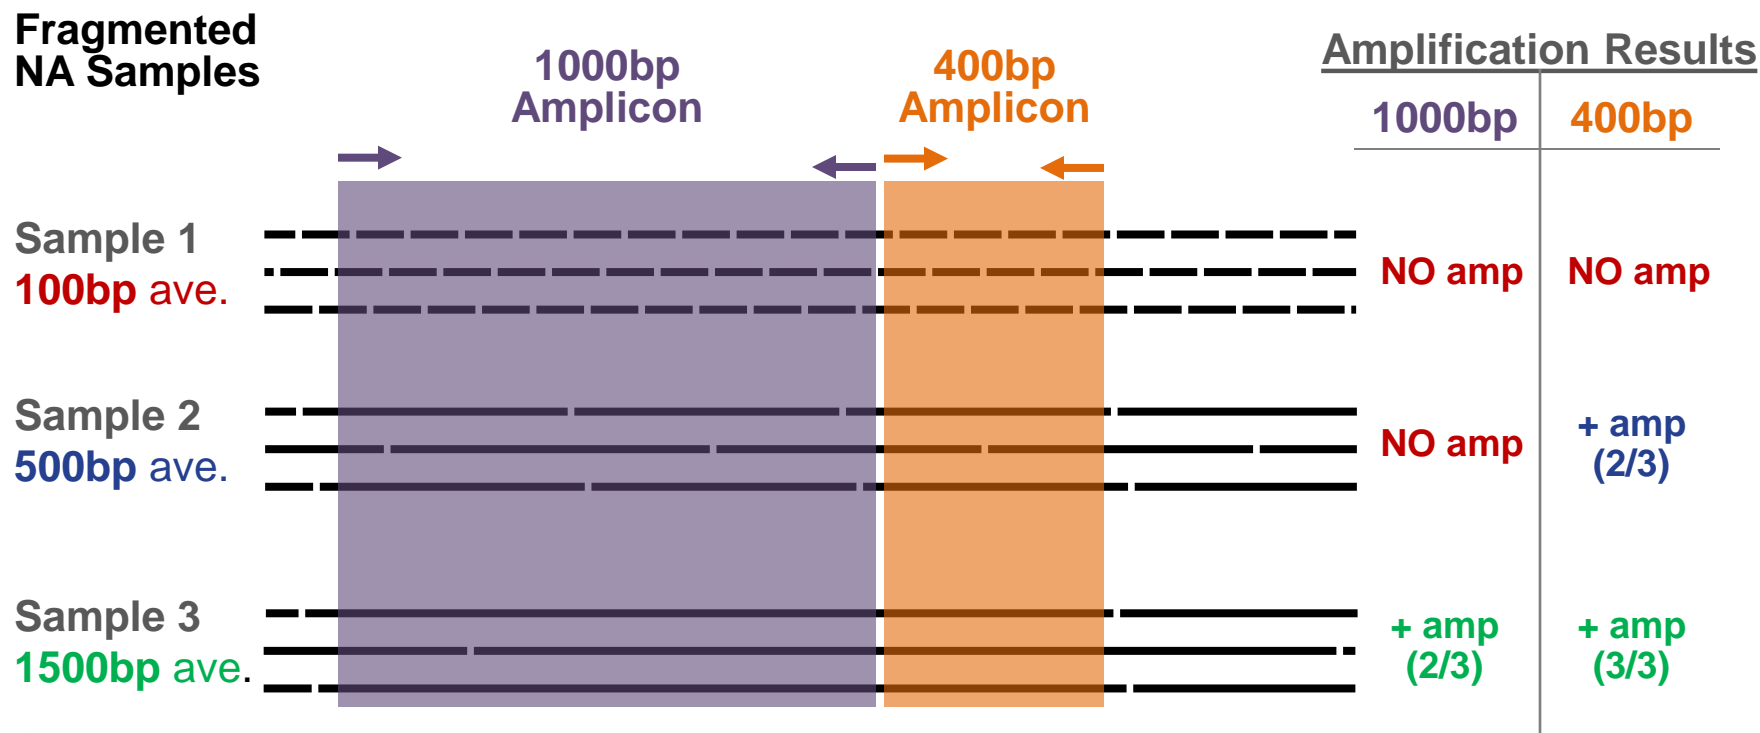 Fragmented
NA Samples
1000bp
Amplicon
400bp
Amplicon
Amplification Results
1000bp
400bp
Sample 1
100bp ave.
NO amp
NO amp
Sample 2
500bp ave.
NO amp
+ amp
(2/3)
Sample 3
1500bp ave.
+ amp
(2/3)
+ amp
(3/3)